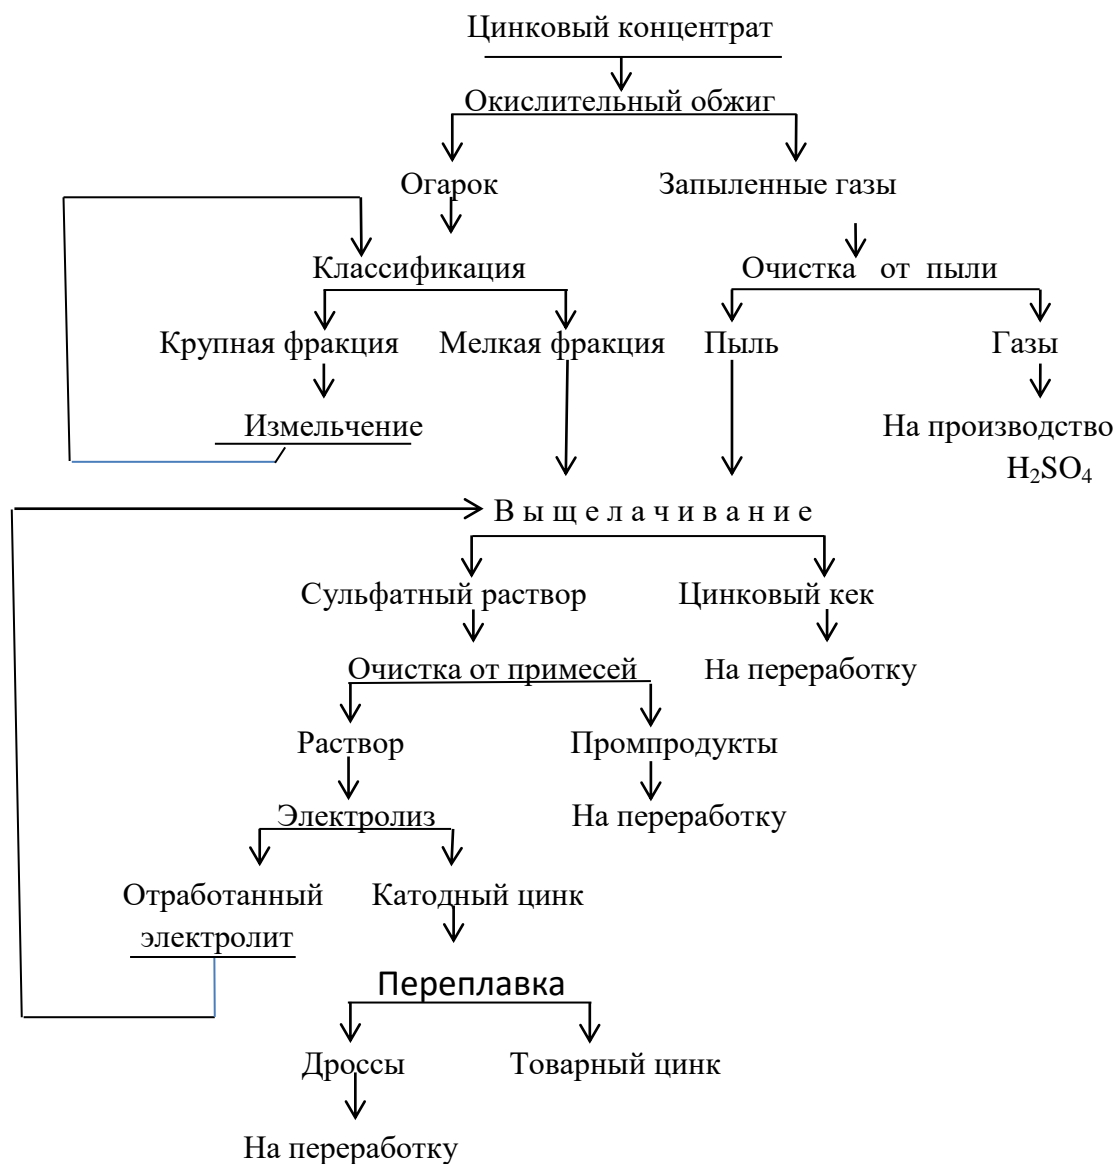 Цинковый концентрат
Окислительный обжиг
Огарок
Запыленные газы
Классификация
Очистка от пыли
Крупная фракция
Мелкая фракция
Пыль
Газы
Измельчение
На производство
H₂SO₄
В ы щ е л а ч и в а н и е
Сульфатный раствор
Цинковый кек
Очистка от примесей
На переработку
Раствор
Промпродукты
Электролиз
На переработку
Отработанный
электролит
Катодный цинк
Переплавка
Дроссы
Товарный цинк
На переработку